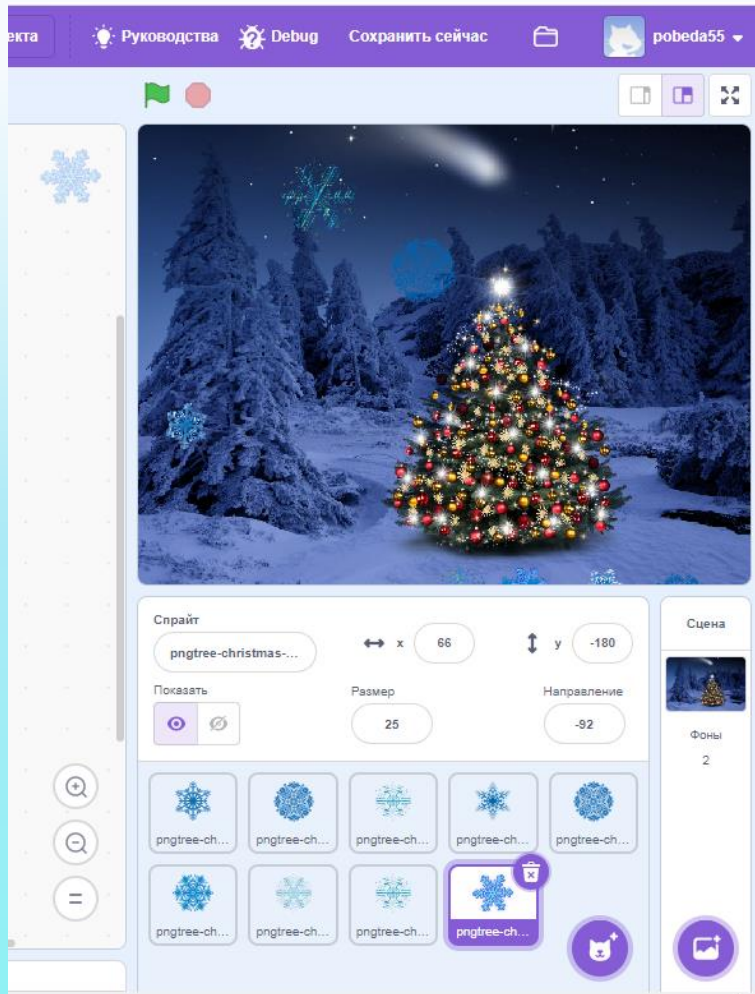 екта Руководства Debug Сохранить сейчас pobeda55
Спрайт
pngtree-christmas-...
x 66
y -180
Показать
Размер
25
Направление
-92
Сцена
Фоны
2
pngtree-ch... pngtree-ch... pngtree-ch... pngtree-ch... pngtree-ch...
pngtree-ch... pngtree-ch... pngtree-ch... pngtree-ch...